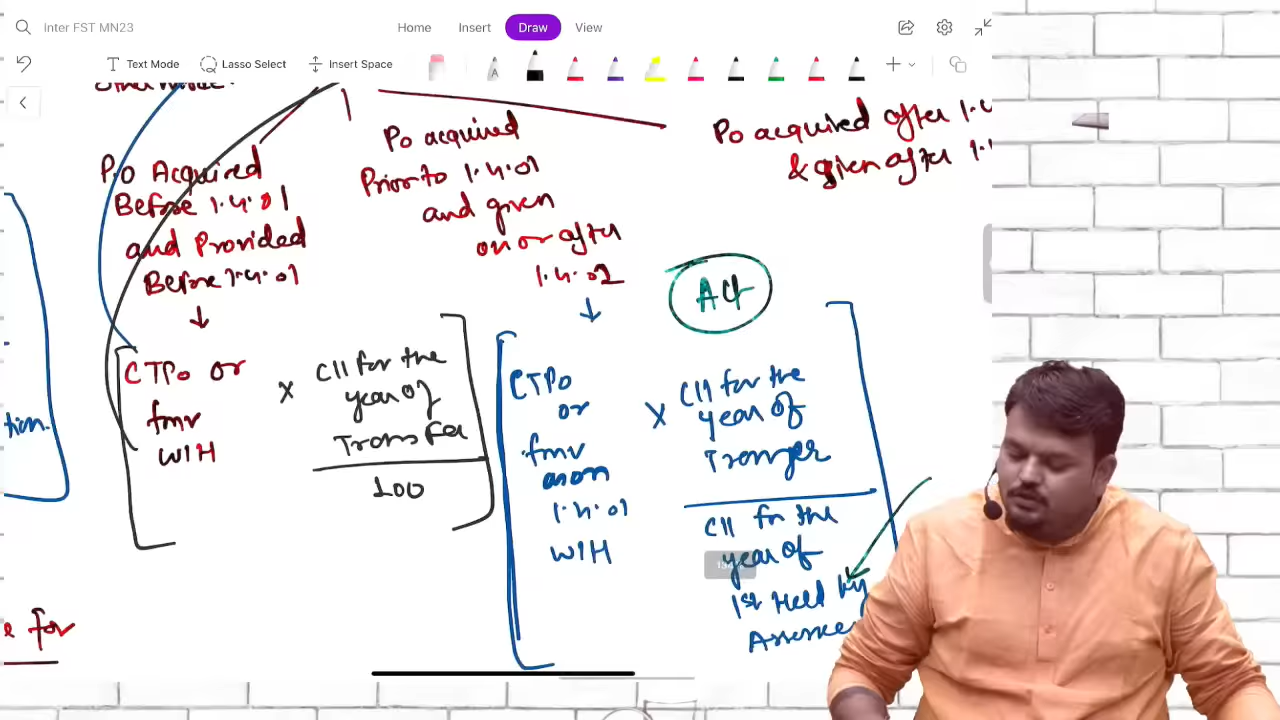 Inter FST MN23
Home
Insert
Draw
View
Text Mode
Lasso Select
Insert Space
P.o Acquired
Before 1.4.01
and Provided
Before 1.4.01
CTPo or
fmv
WIH
X
CII for the
year of
Transfer
100
Po acquired
Prior to 1.4.01
and given
on or after
1.4.01
CTPo
or
fmv
as on
1.4.01
WIH
X
CII for the
year of
Transfer
CII for the
year of
1st Held by
Assessee
Po acquired after
& given after
tion.
for